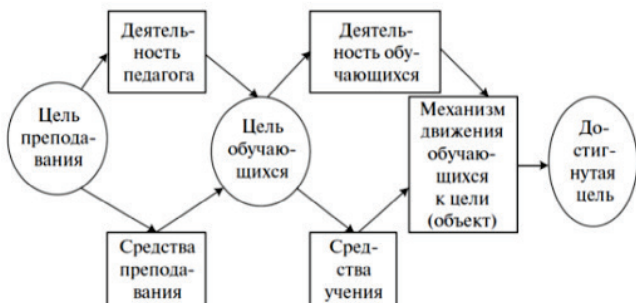 Деятель-
ность
педагога
Деятель-
ность обу-
чающихся
Цель
препода-
вания
Цель
обучаю-
щихся
Механизм
движения
обучаю-
щихся
к цели
(объект)
До-
стиг-
нутая
цель
Средства
препода-
вания
Сред-
ства
учения